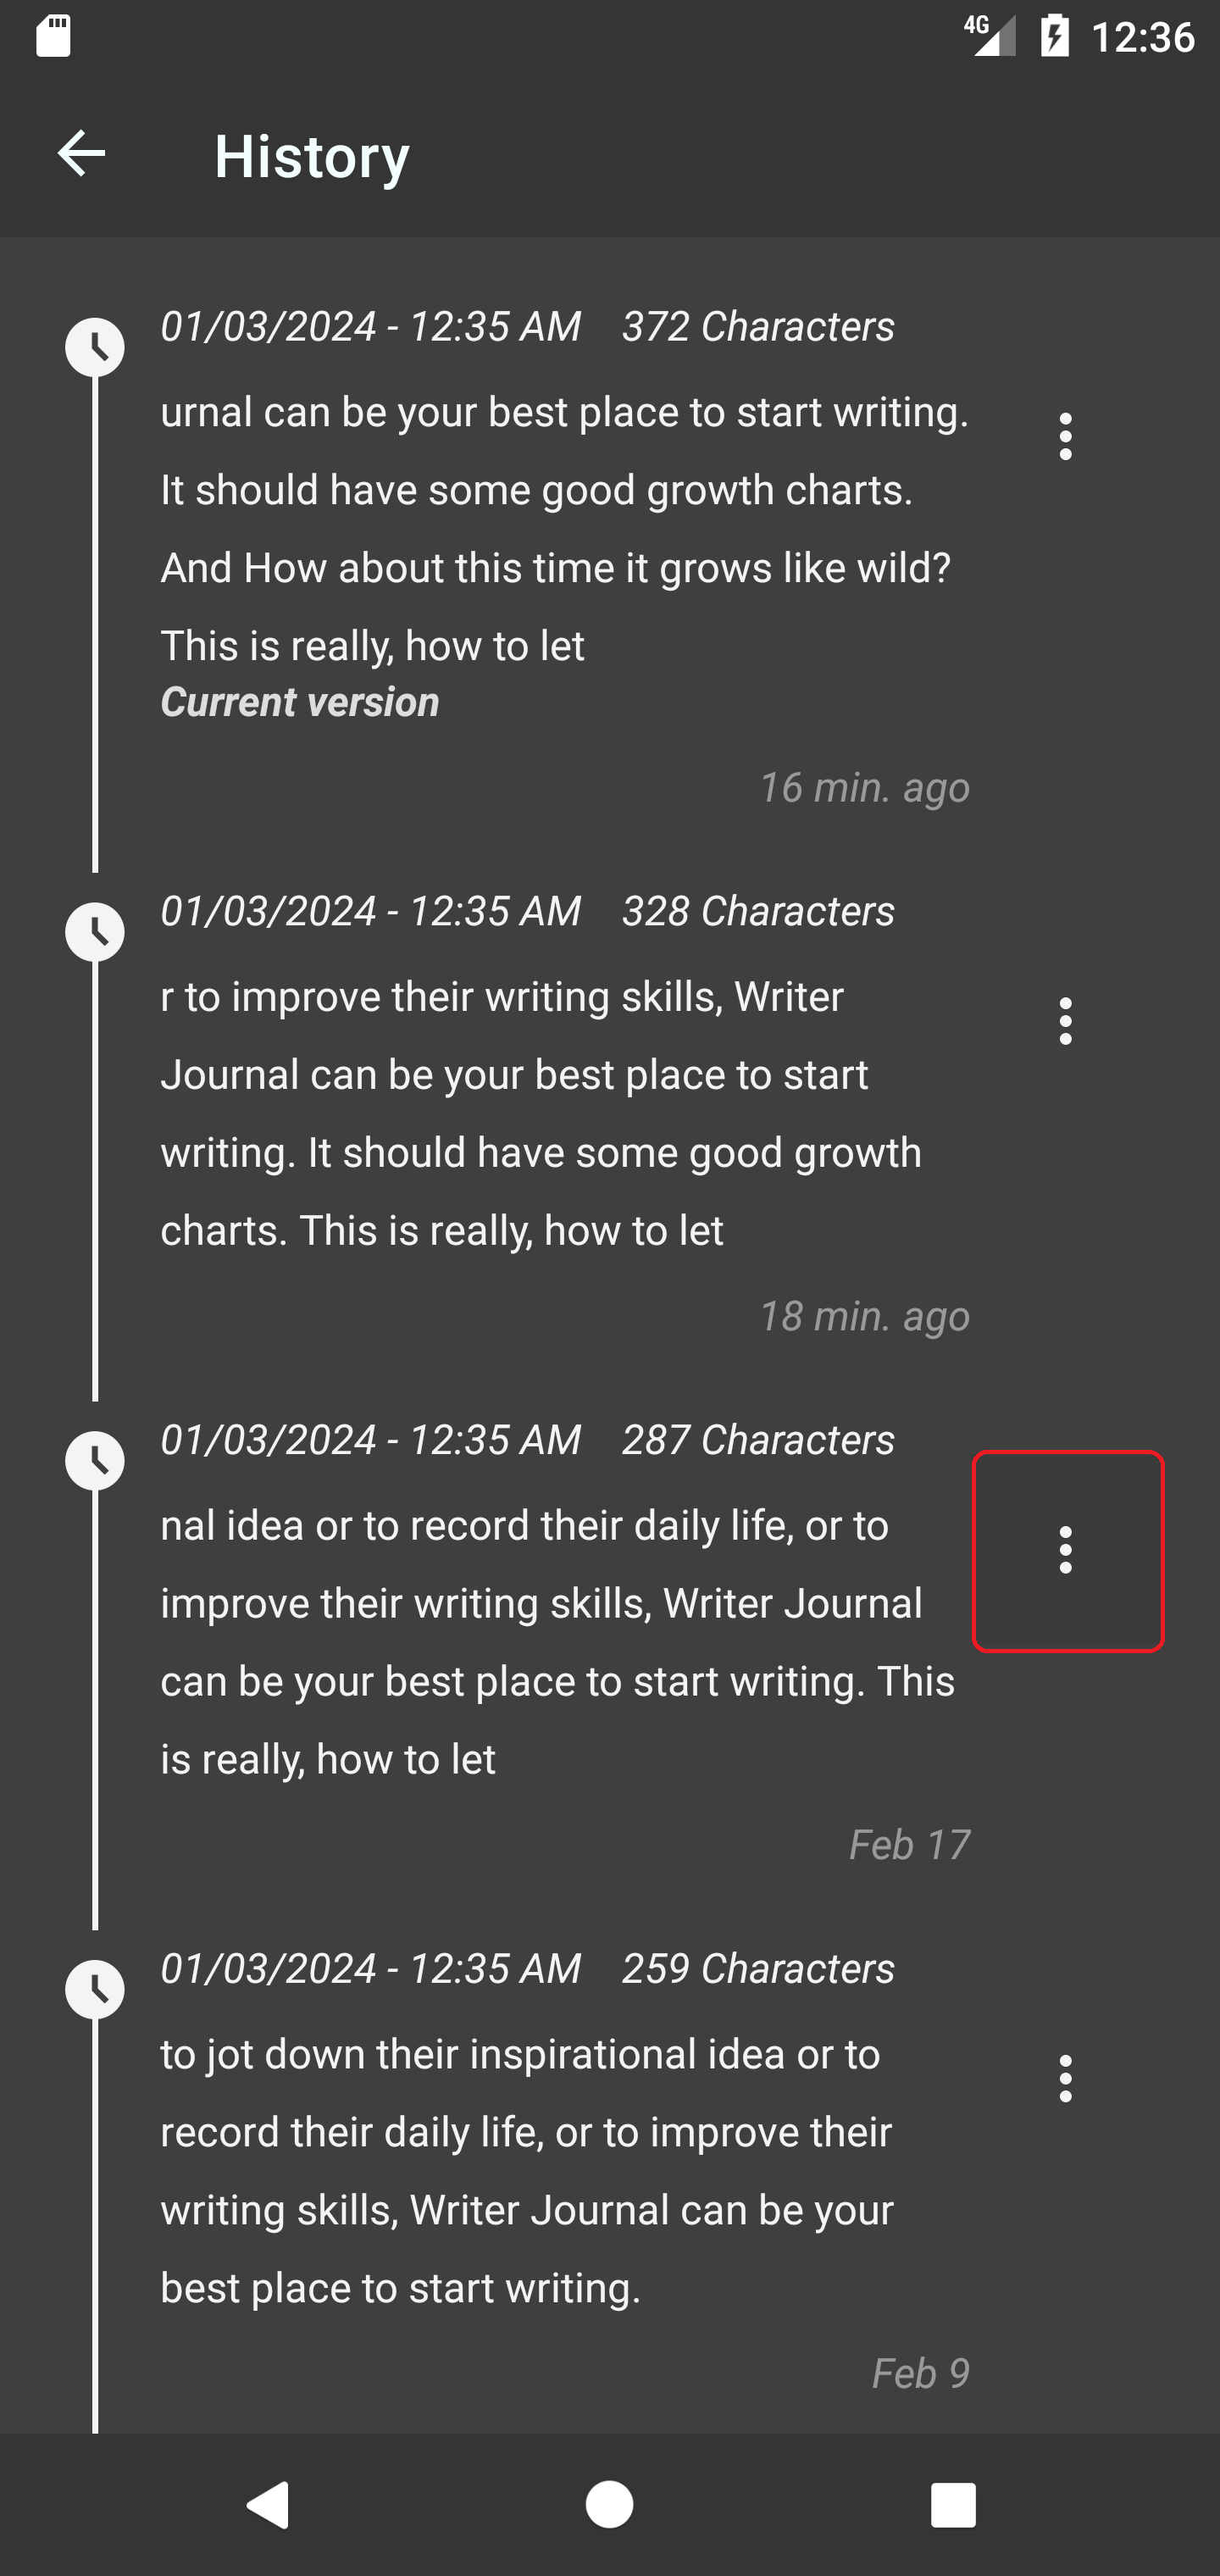 4G 12:36
History
01/03/2024 - 12:35 AM 372 Characters
urnal can be your best place to start writing.
It should have some good growth charts.
And How about this time it grows like wild?
This is really, how to let
Current version
16 min. ago
01/03/2024 - 12:35 AM 328 Characters
r to improve their writing skills, Writer
Journal can be your best place to start
writing. It should have some good growth
charts. This is really, how to let
18 min. ago
01/03/2024 - 12:35 AM 287 Characters
nal idea or to record their daily life, or to
improve their writing skills, Writer Journal
can be your best place to start writing. This
is really, how to let
Feb 17
01/03/2024 - 12:35 AM 259 Characters
to jot down their inspirational idea or to
record their daily life, or to improve their
writing skills, Writer Journal can be your
best place to start writing.
Feb 9